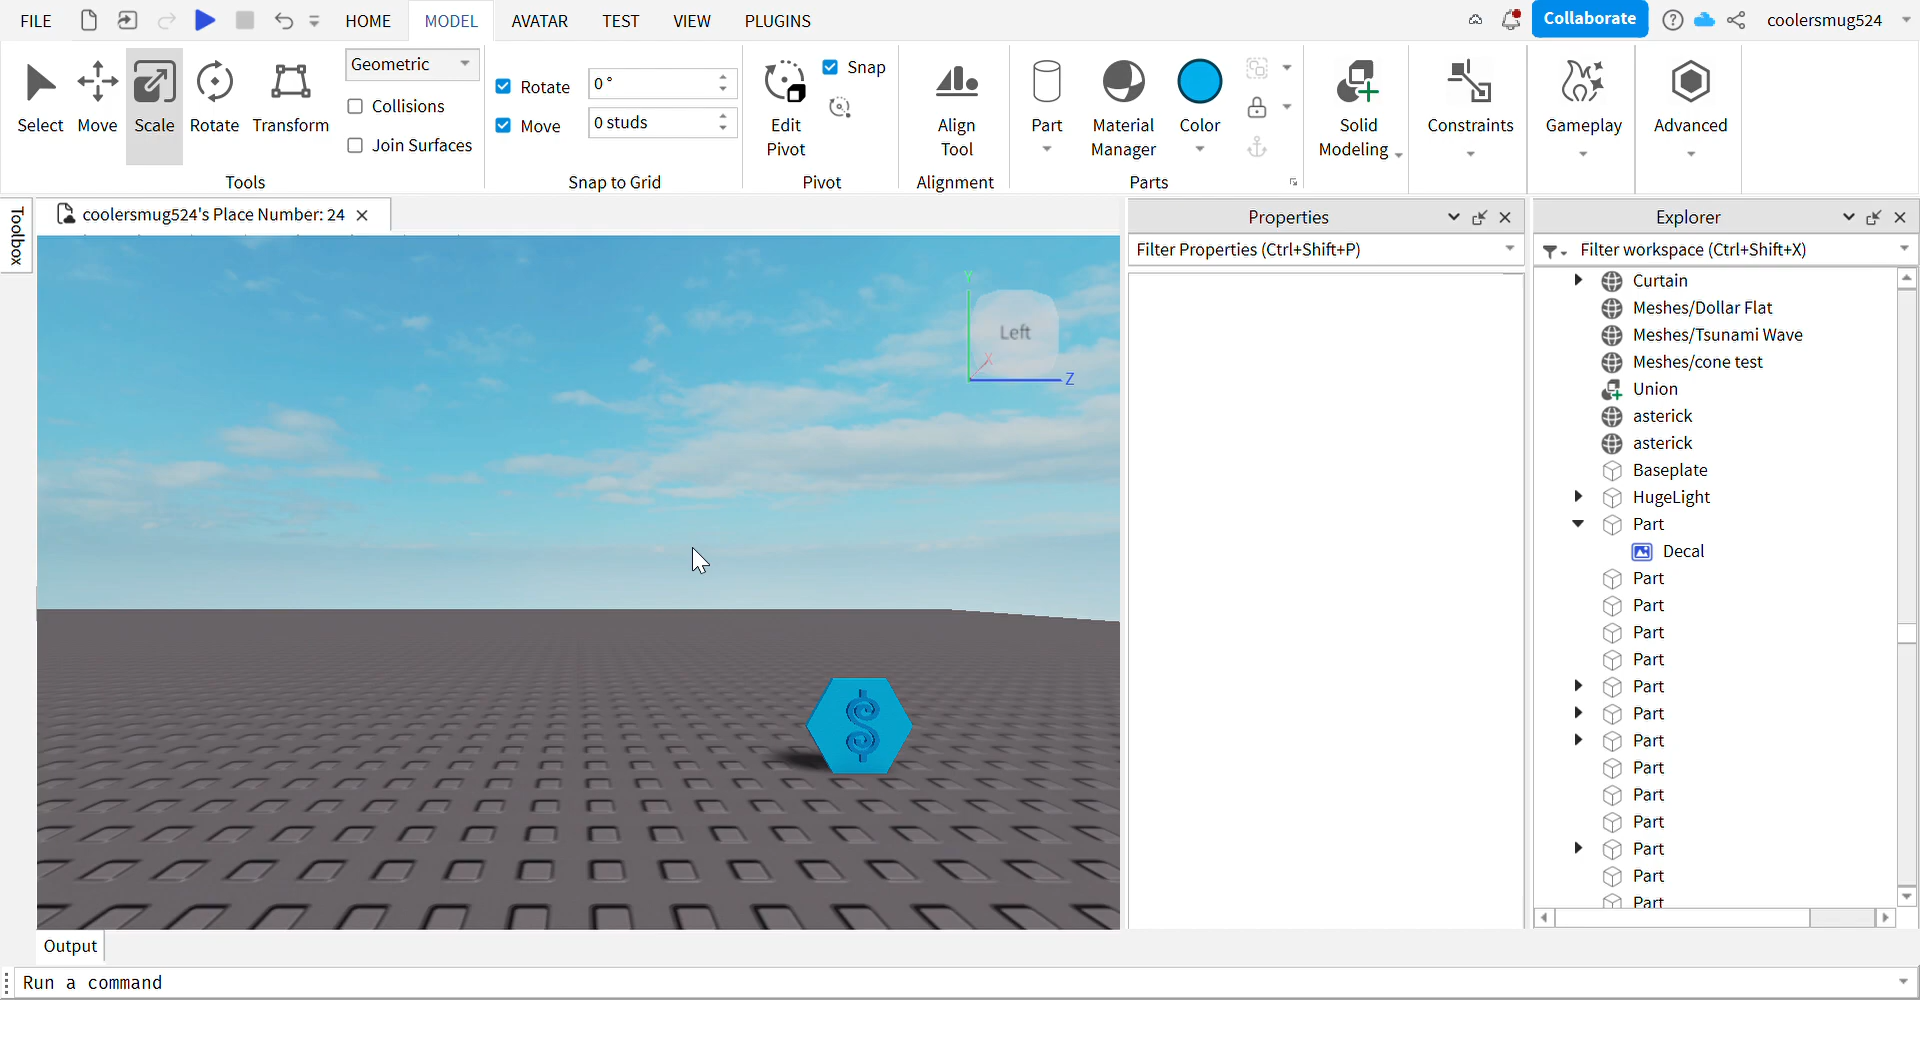 FILE HOME MODEL AVATAR TEST VIEW PLUGINS Collaborate coolersmug524
Select Move Scale Rotate Transform
Geometric
Collisions
Join Surfaces
Tools
Rotate 0 °
Move 0 studs
Snap to Grid
Edit
Pivot
Snap
Pivot
Align
Tool
Alignment
Part
Material
Manager
Color
Parts
Solid
Modeling
Constraints
Gameplay
Advanced
Toolbox
coolersmug524's Place Number: 24
Y
Left
X
Z
$
Properties
Filter Properties (Ctrl+Shift+P)
Explorer
Filter workspace (Ctrl+Shift+X)
Curtain
Meshes/Dollar Flat
Meshes/Tsunami Wave
Meshes/cone test
Union
asterick
asterick
Baseplate
HugeLight
Part
Decal
Part
Part
Part
Part
Part
Part
Part
Part
Part
Part
Part
Part
Part
Output
Run a command